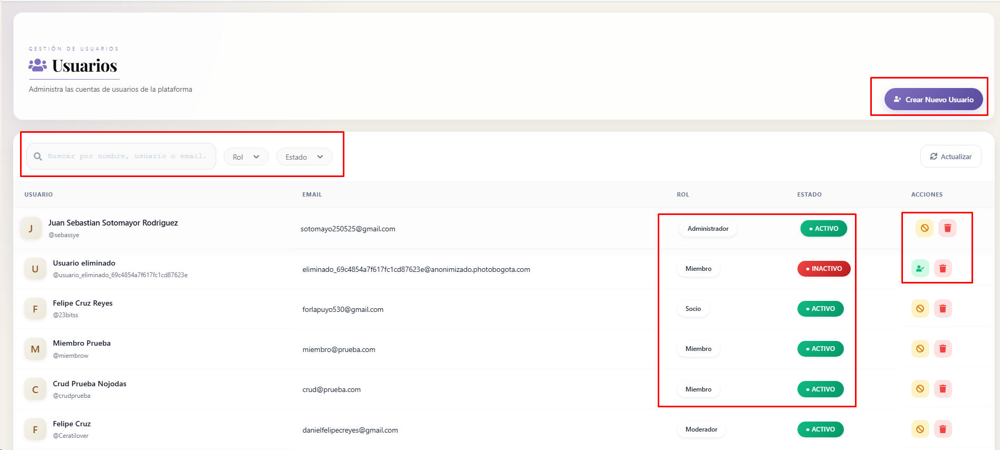 GESTIÓN DE USUARIOS
Usuarios
Administra las cuentas de usuarios de la plataforma
Crear Nuevo Usuario
Buscar por nombre, usuario o email.
Rol
Estado
Actualizar
USUARIO EMAIL ROL ESTADO ACCIONES
Juan Sebastian Sotomayor Rodriguez
@sebassye
sotomayo250525@gmail.com
Administrador
• ACTIVO
Usuario eliminado
@usuario_eliminado_69c4854a7f617fc1cd87623e
eliminado_69c4854a7f617fc1cd87623e@anonimizado.photobogota.com
Miembro
• INACTIVO
Felipe Cruz Reyes
@23bitss
forlapuyo530@gmail.com
Socio
• ACTIVO
Miembro Prueba
@miembrow
miembro@prueba.com
Miembro
• ACTIVO
Crud Prueba Nojodas
@crudprueba
crud@prueba.com
Miembro
• ACTIVO
Felipe Cruz
@Ceratilover
danielfelipecreyes@gmail.com
Moderador
• ACTIVO
J
U
F
M
C
F